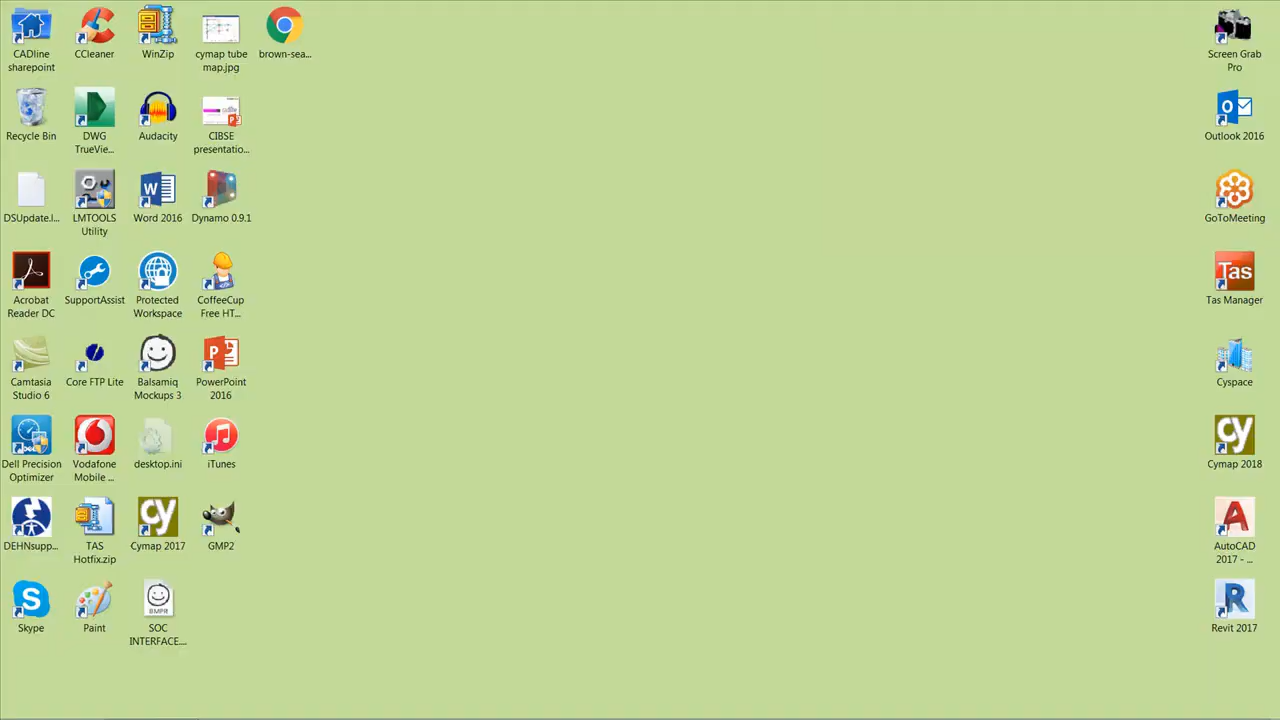 CADline
sharepoint
CCleaner
WinZip
cymap tube
map.jpg
brown-sea...
Screen Grab
Pro
Recycle Bin
DWG
TrueVie...
Audacity
CIBSE
presentatio...
Outlook 2016
DSUpdate.l...
LMTOOLS
Utility
Word 2016
Dynamo 0.9.1
GoToMeeting
Acrobat
Reader DC
SupportAssist
Protected
Workspace
CoffeeCup
Free HT...
Tas
Tas Manager
Camtasia
Studio 6
Core FTP Lite
Balsamiq
Mockups 3
PowerPoint
2016
Cyspace
Dell Precision
Optimizer
Vodafone
Mobile ...
desktop.ini
iTunes
cy
Cymap 2018
DEHNsupp...
TAS
Hotfix.zip
cy
Cymap 2017
GMP2
AutoCAD
2017 - ...
Skype
Paint
BMPR
SOC
INTERFACE....
Revit 2017